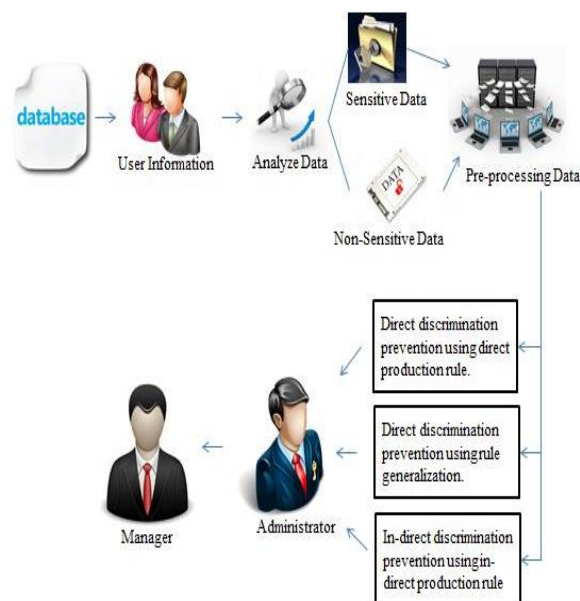 database
User Information
Analyze Data
Sensitive Data
DATA
Non-Sensitive Data
Pre-processing Data
Direct discrimination
prevention using direct
production rule.
Direct discrimination
prevention using rule
generalization.
In-direct discrimination
prevention using in-
direct production rule
Administrator
Manager